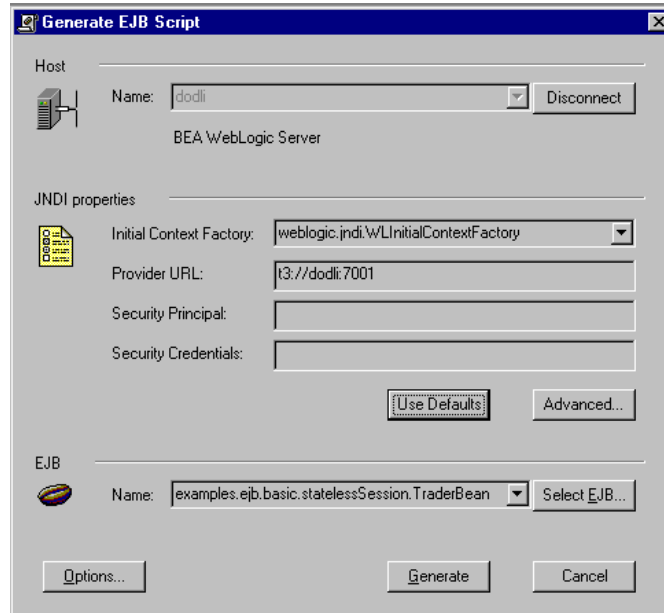 Generate EJB Script
Host
Name: dodli Disconnect
BEA WebLogic Server
JNDI properties
Initial Context Factory: weblogic.jndi.WLInitialContextFactory
Provider URL: t3://dodli:7001
Security Principal:
Security Credentials:
Use Defaults Advanced...
EJB
Name: examples.ejb.basic.statelessSession.TraderBean Select EJB...
Options... Generate Cancel